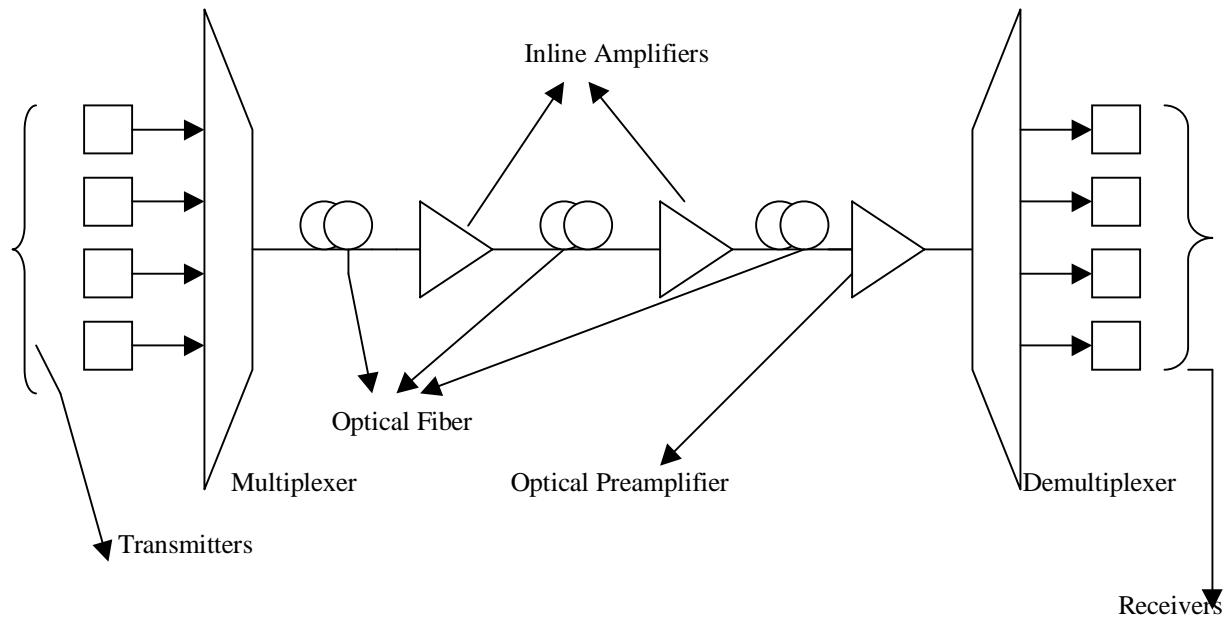 Inline Amplifiers
Optical Fiber
Multiplexer
Optical Preamplifier
Demultiplexer
Transmitters
Receivers